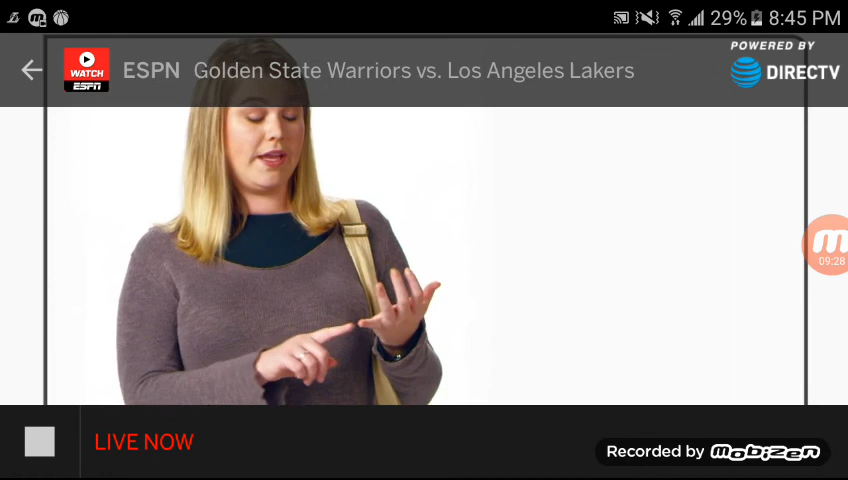 29% 8:45 PM
WATCH
ESPN
ESPN Golden State Warriors vs. Los Angeles Lakers
POWERED BY
DIRECTV
m
09:28
LIVE NOW
Recorded by mobizen